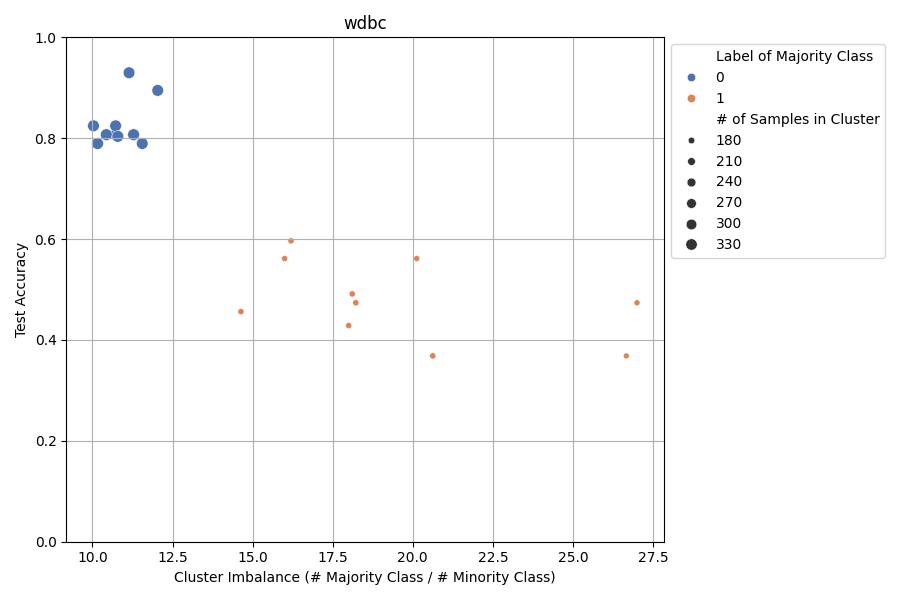 wdbc
1.0
0.8
0.6
0.4
0.2
0.0
Test Accuracy
10.0 12.5 15.0 17.5 20.0 22.5 25.0 27.5
Cluster Imbalance (# Majority Class / # Minority Class)
Label of Majority Class
0
1
# of Samples in Cluster
180
210
240
270
300
330